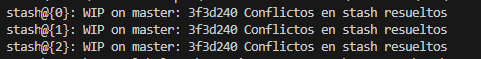 stash@{0}: WIP on master: 3f3d240 Conflictos en stash resueltos
stash@{1}: WIP on master: 3f3d240 Conflictos en stash resueltos
stash@{2}: WIP on master: 3f3d240 Conflictos en stash resueltos